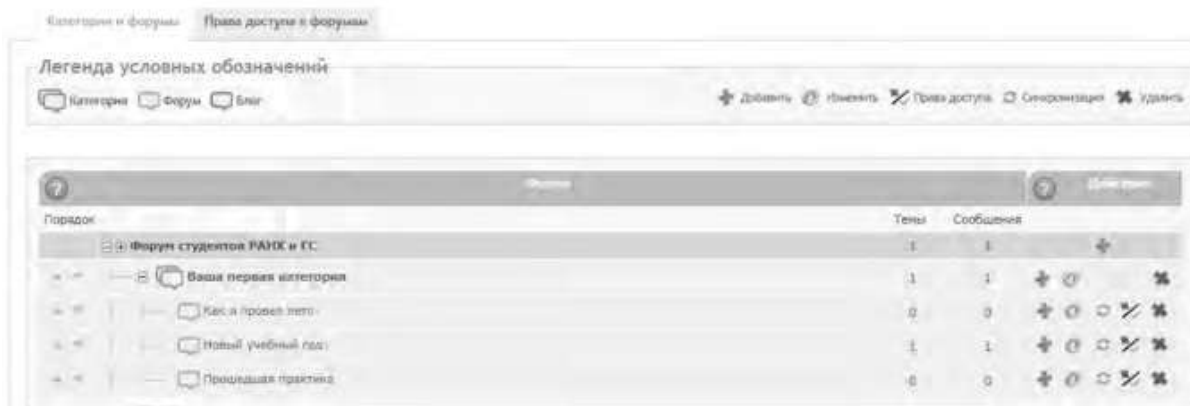 Категории и форумы Права доступа к форумам
Легенда условных обозначений
Категория Форум Блог Добавить Изменить Права доступа Синхронизация Удалить
Порядок Темы Сообщения
Форум студентов РАНХ и ГС 1 1
Ваша первая категория 1 1
Как я провел лето 0 0
Новый учебный год 1 1
Прошедшая практика 0 0